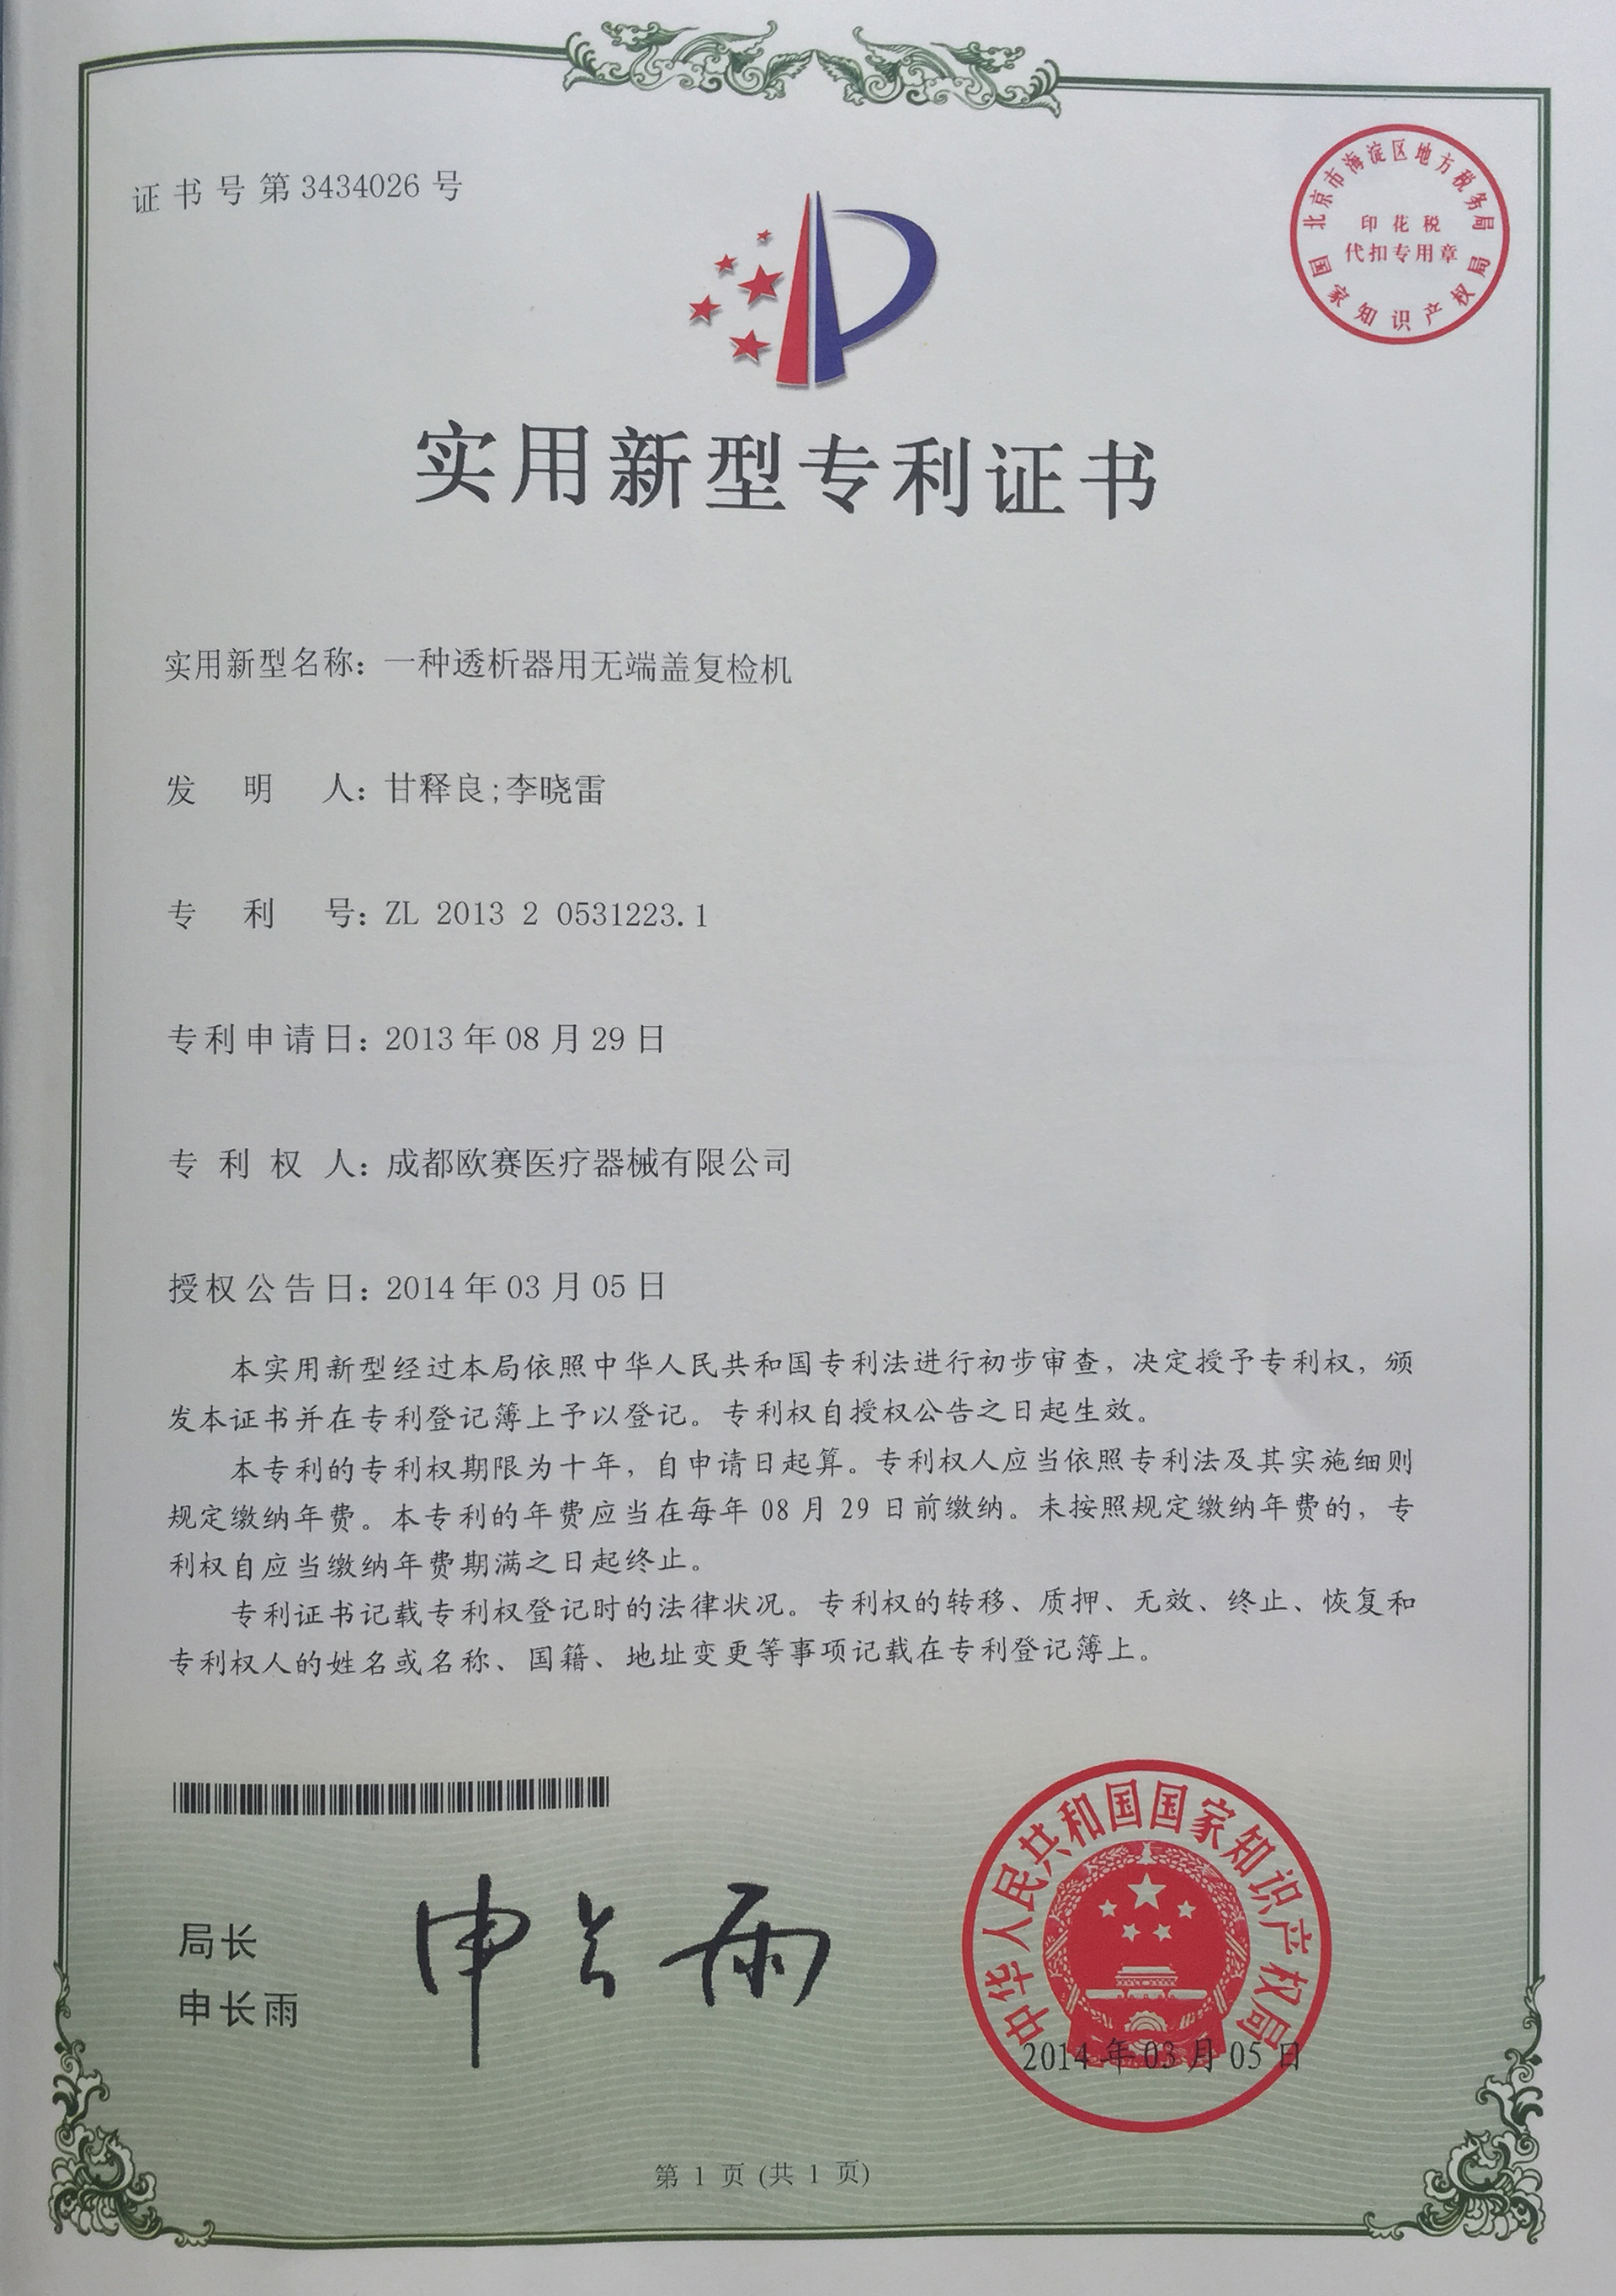 证书号第3434026号
北京市海淀区地方税务局
印花税
代扣专用章
国家知识产权局
实用新型专利证书
实用新型名称：一种透析器用无端盖复检机
发明人：甘释良;李晓雷
专利号：ZL 2013 2 0531223.1
专利申请日：2013年08月29日
专利权人：成都欧赛医疗器械有限公司
授权公告日：2014年03月05日
本实用新型经过本局依照中华人民共和国专利法进行初步审查，决定授予专利权，颁
发本证书并在专利登记簿上予以登记。专利权自授权公告之日起生效。
本专利的专利权期限为十年，自申请日起算。专利权人应当依照专利法及其实施细则
规定缴纳年费。本专利的年费应当在每年08月29日前缴纳。未按照规定缴纳年费的，专
利权自应当缴纳年费期满之日起终止。
专利证书记载专利权登记时的法律状况。专利权的转移、质押、无效、终止、恢复和
专利权人的姓名或名称、国籍、地址变更等事项记载在专利登记簿上。
局长
申长雨
申长雨
中华人民共和国国家知识产权局
2014年03月05日
第1页(共1页)